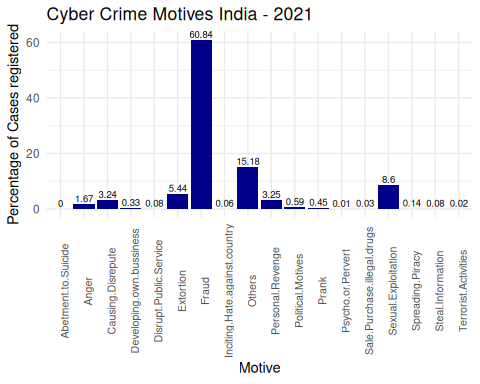 Cyber Crime Motives India - 2021
Percentage of Cases registered
60
40
20
0
0
1.67
3.24
0.33
0.08
5.44
60.84
0.06
15.18
3.25
0.59
0.45
0.01
0.03
8.6
0.14
0.08
0.02
Abetment.to.Suicide
Anger
Causing.Disrepute
Developing.own.bussiness
Disrupt.Public.Service
Extortion
Fraud
Inciting.Hate.against.country
Others
Personal.Revenge
Political.Motives
Prank
Psycho.or.Pervert
Sale.Purchase.illegal.drugs
Sexual.Exploitation
Spreading.Piracy
Steal.Information
Terrorist.Activities
Motive